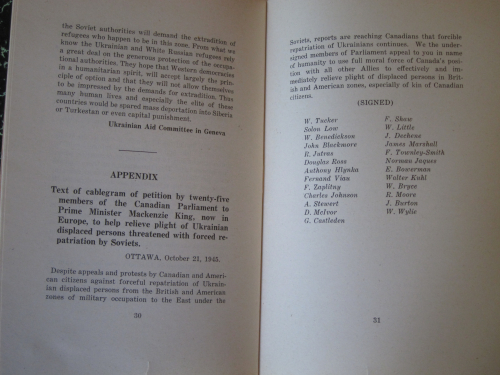 the Soviet authorities will demand the extradition of
refugees who happen to be in this zone. From what we
know the Ukrainian and White Russian refugees rely
a great deal on the generous protection of the occupa-
tional authorities. They hope that Western democracies
in a humanitarian spirit, will accept largely the prin-
ciple of option and that they will not allow themselves
to be impressed by the demands for extradition. Thus
many human lives and especially the elite of these
countries would be spared mass deportation into Siberia
or Torkestan or even capital punishment.
Ukrainian Aid Committee in Geneva
APPENDIX
Text of cablegram of petition by twenty-five
members of the Canadian Parliament to
Prime Minister Mackenzie King, now in
Europe, to help relieve plight of Ukrainian
displaced persons threatened with forced re-
patriation by Soviets.
OTTAWA, October 21, 1945.
Despite appeals and protests by Canadian and Ameri-
can citizens against forceful repatriation of Ukrain-
ian displaced persons from the British and American
zones of military occupation to the East under the
30
Soviets, reports are reaching Canadians that forcible
repatriation of Ukrainians continues. We the under-
signed members of Parliament appeal to you in name
of humanity to use full moral force of Canada's posi-
tion with all other Allies to effectively and im-
mediately relieve plight of displaced persons in Brit-
ish and American zones, especially of kin of Canadian
citizens.
(SIGNED)
W. Tucker
Solon Low
W. Benedickson
John Blackmore
R. Jutras
Douglas Ross
Anthony Hlynka
Fernand Viau
F. Zaplitny
Charles Johnson
A. Stewert
D. McIvor
G. Castleden
F. Shaw
W. Little
J. Dechene
James Marshall
F. Townley-Smith
Norman Jeques
E. Bowerman
Walter Kuhl
W. Bryce
R. Moore
J. Burton
W. Wylie
31